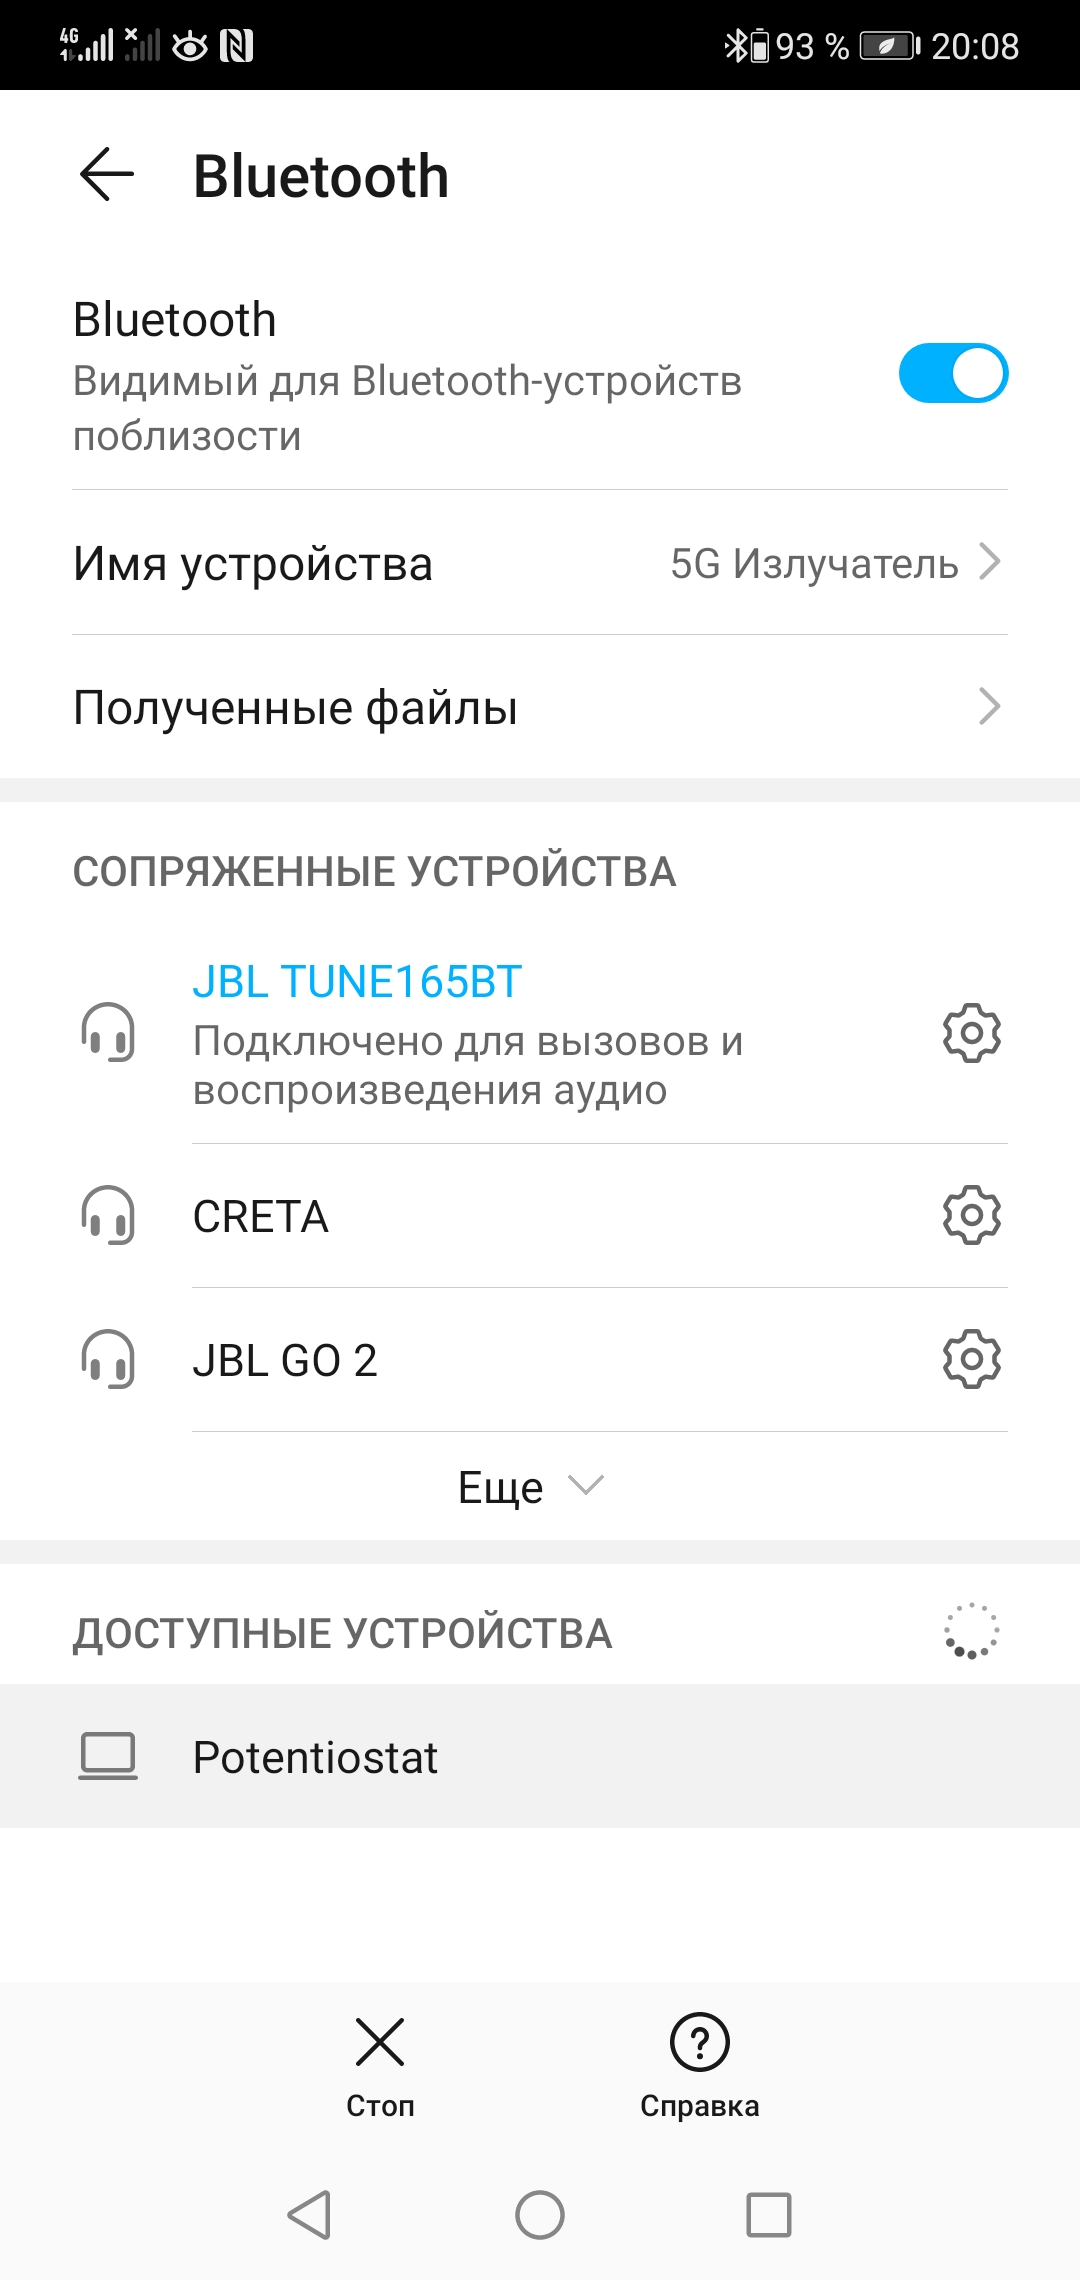 4G
93 %
20:08
Bluetooth
Bluetooth
Видимый для Bluetooth-устройств
поблизости
Имя устройства
5G Излучатель
Полученные файлы
СОПРЯЖЕННЫЕ УСТРОЙСТВА
JBL TUNE165BT
Подключено для вызовов и
воспроизведения аудио
CRETA
JBL GO 2
Еще
ДОСТУПНЫЕ УСТРОЙСТВА
Potentiostat
Стоп
Справка